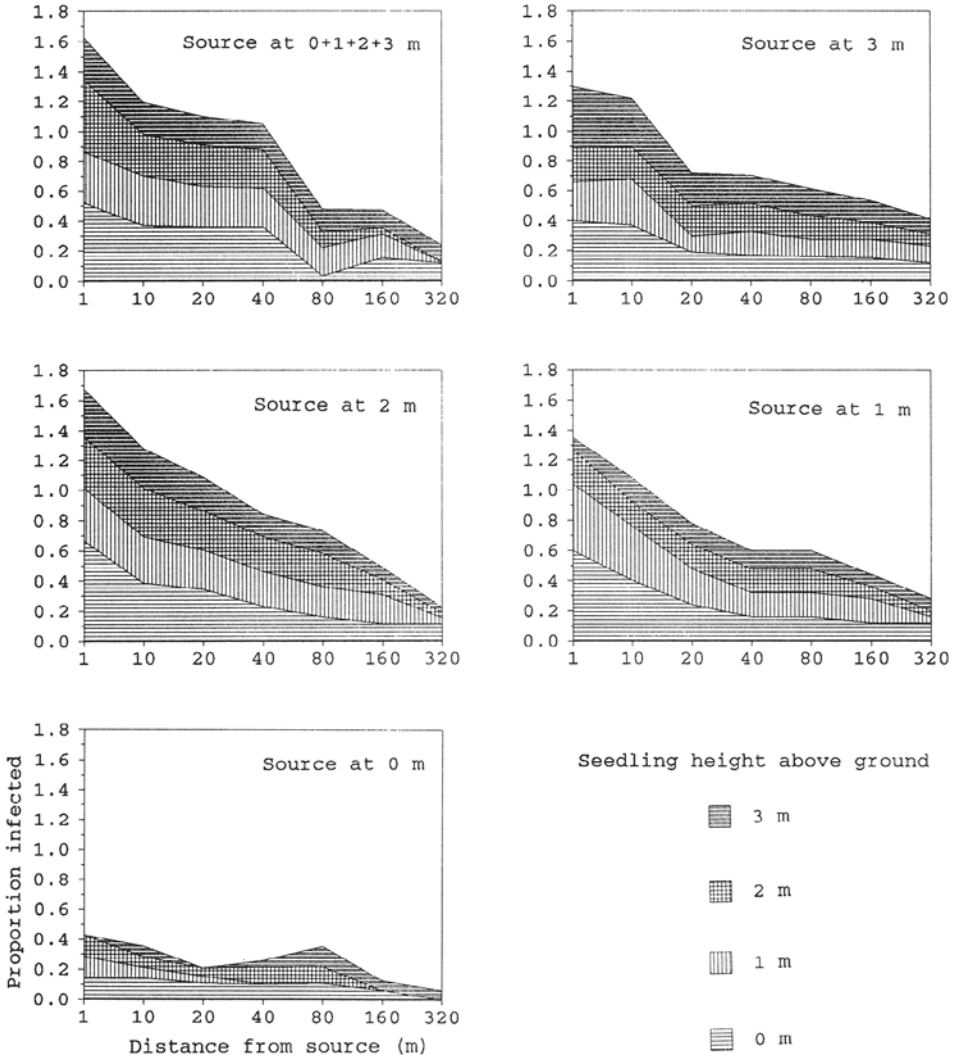 1.8
1.6
1.4
1.2
1.0
0.8
0.6
0.4
0.2
0.0
Source at 0+1+2+3 m
1 10 20 40 80 160 320
1.8
1.6
1.4
1.2
1.0
0.8
0.6
0.4
0.2
0.0
Source at 3 m
1 10 20 40 80 160 320
1.8
1.6
1.4
1.2
1.0
0.8
0.6
0.4
0.2
0.0
Source at 2 m
1 10 20 40 80 160 320
1.8
1.6
1.4
1.2
1.0
0.8
0.6
0.4
0.2
0.0
Source at 1 m
1 10 20 40 80 160 320
Proportion infected
1.8
1.6
1.4
1.2
1.0
0.8
0.6
0.4
0.2
0.0
Source at 0 m
1 10 20 40 80 160 320
Distance from source (m)
Seedling height above ground
3 m
2 m
1 m
0 m